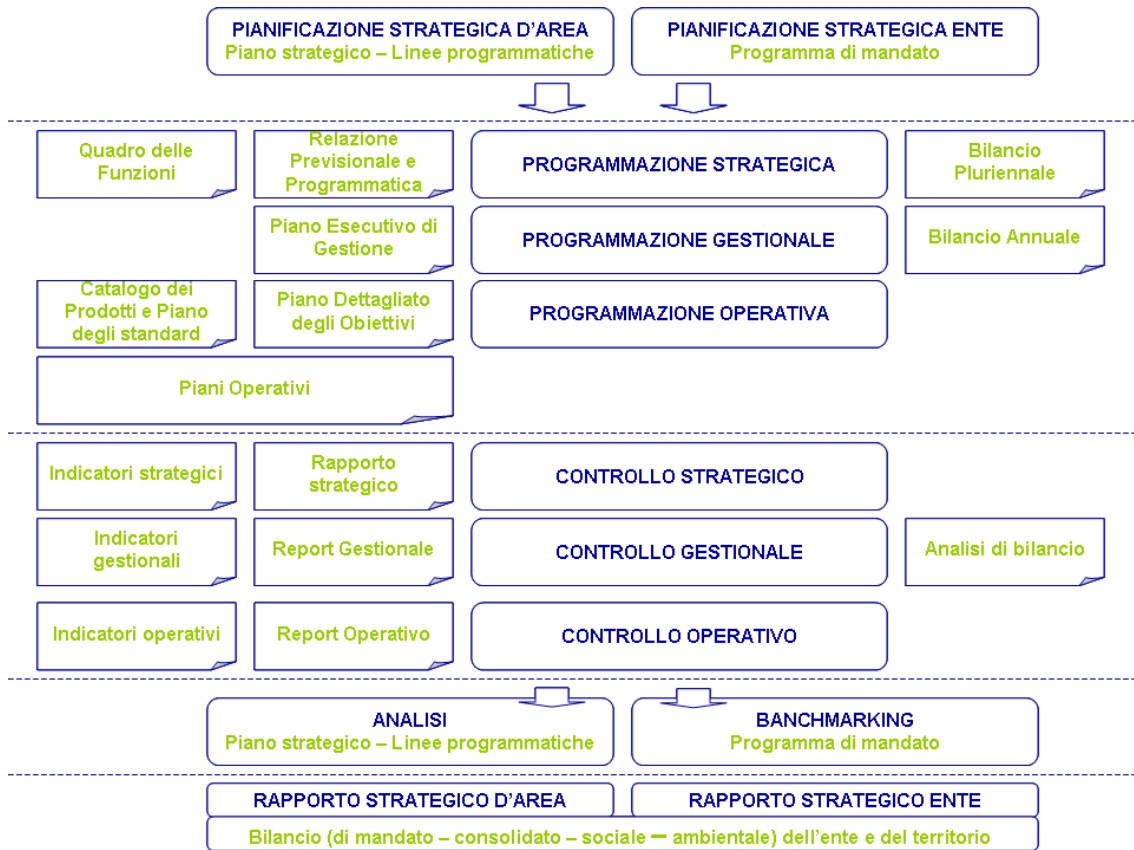 PIANIFICAZIONE STRATEGICA D'AREA
Piano strategico – Linee programmatiche
PIANIFICAZIONE STRATEGICA ENTE
Programma di mandato
Quadro delle
Funzioni
Relazione
Previsionale e
Programmatica
PROGRAMMAZIONE STRATEGICA
Bilancio
Pluriennale
Piano Esecutivo di
Gestione
PROGRAMMAZIONE GESTIONALE
Bilancio Annuale
Catalogo dei
Prodotti e Piano
degli standard
Piano Dettagliato
degli Obiettivi
PROGRAMMAZIONE OPERATIVA
Piani Operativi
Indicatori strategici
Rapporto
strategico
CONTROLLO STRATEGICO
Indicatori
gestionali
Report Gestionale
CONTROLLO GESTIONALE
Analisi di bilancio
Indicatori operativi
Report Operativo
CONTROLLO OPERATIVO
ANALISI
Piano strategico – Linee programmatiche
BANCHMARKING
Programma di mandato
RAPPORTO STRATEGICO D'AREA
RAPPORTO STRATEGICO ENTE
Bilancio (di mandato – consolidato – sociale – ambientale) dell'ente e del territorio